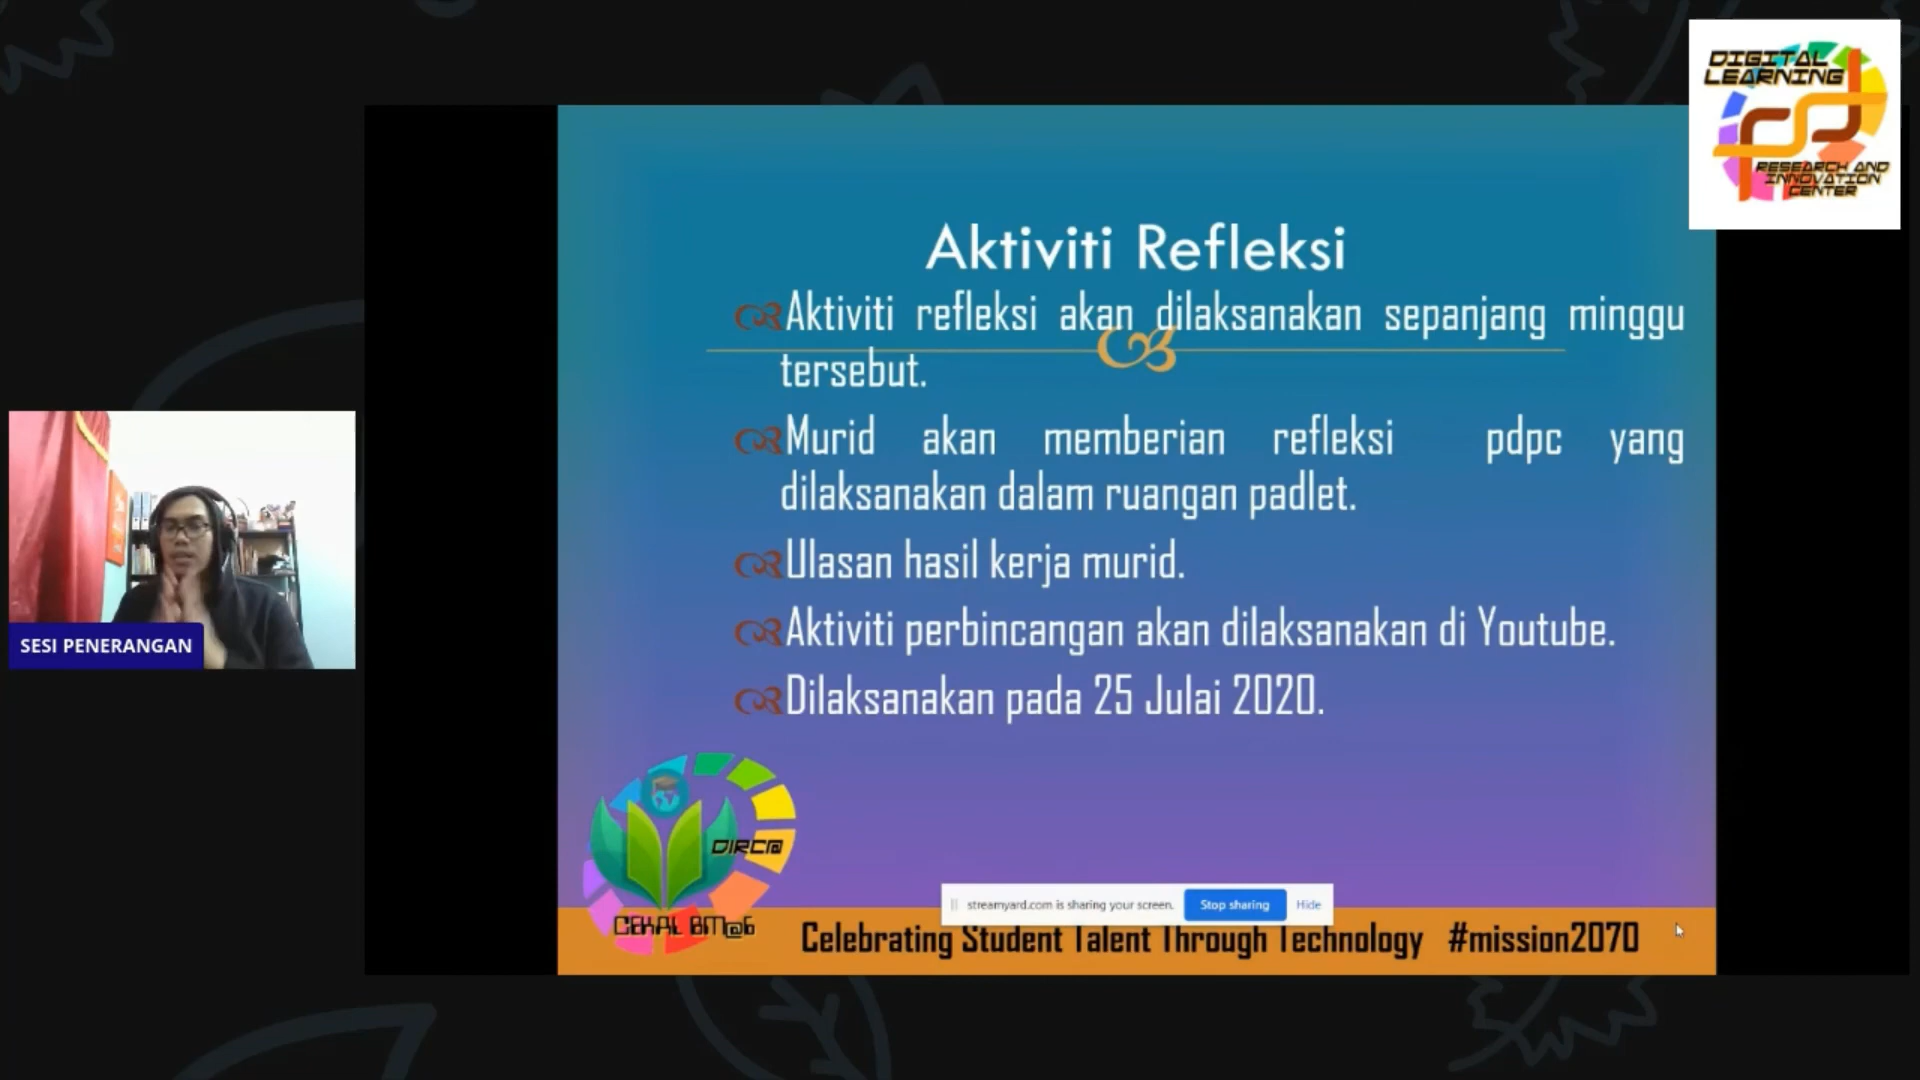 DIGITAL
LEARNING
RESEARCH AND
INNOVATION
CENTER
Aktiviti Refleksi
Aktiviti refleksi akan dilaksanakan sepanjang minggu
tersebut.
Murid akan memberian refleksi pdpc yang
dilaksanakan dalam ruangan padlet.
Ulasan hasil kerja murid.
Aktiviti perbincangan akan dilaksanakan di Youtube.
Dilaksanakan pada 25 Julai 2020.
SESI PENERANGAN
DIRC@
CEKAL BM@6
streamyard.com is sharing your screen. Stop sharing Hide
Celebrating Student Talent Through Technology #mission2070